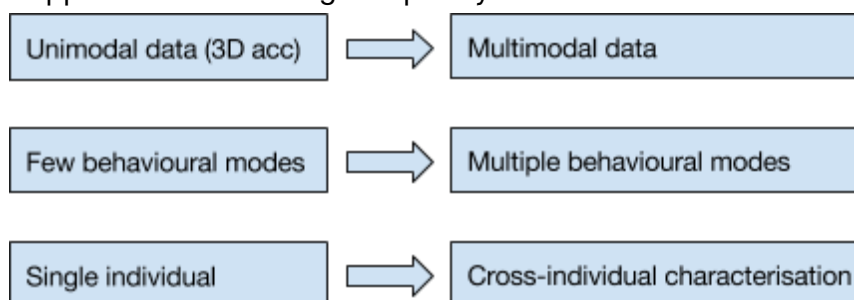 Unimodal data (3D acc)
Multimodal data
Few behavioural modes
Multiple behavioural modes
Single individual
Cross-individual characterisation